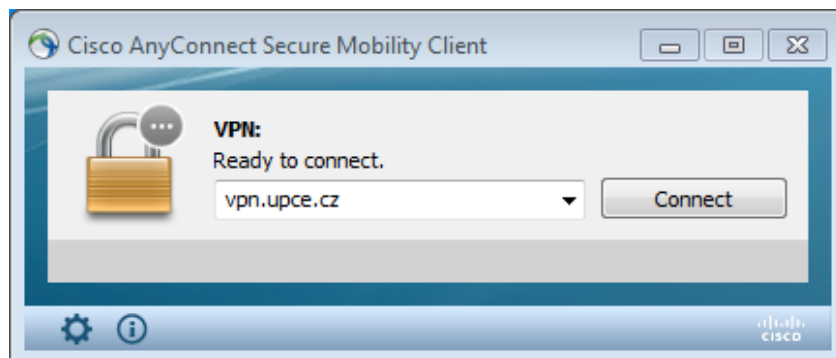 Cisco AnyConnect Secure Mobility Client
VPN:
Ready to connect.
vpn.upce.cz
Connect
CISCO